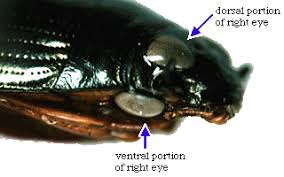 dorsal portion
of right eye
ventral portion
of right eye